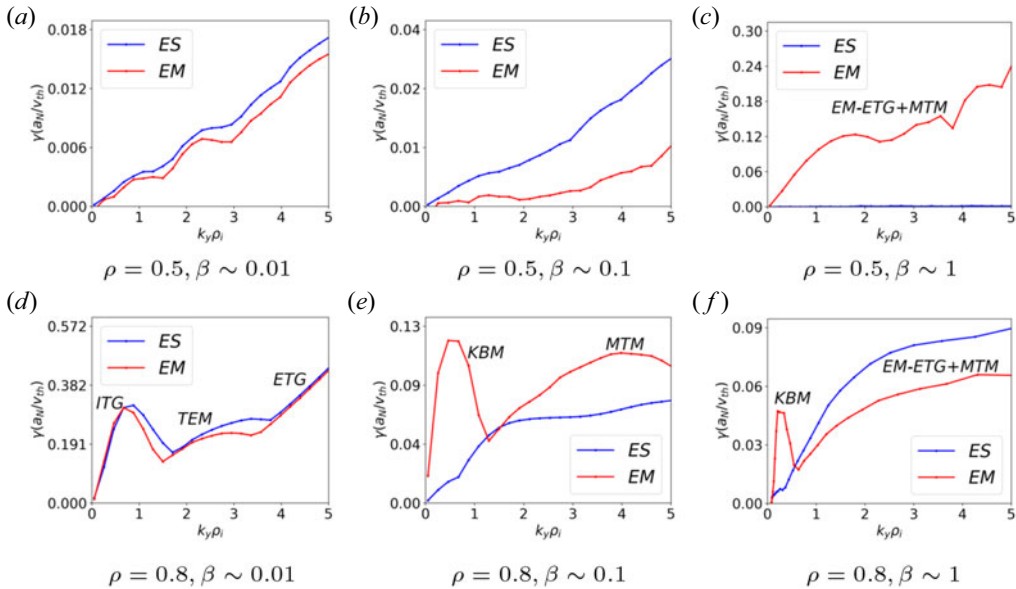 (a)
0.018
0.012
0.006
0.000
γ(aN/vth)
ES
EM
0 1 2 3 4 5
kyρi
ρ = 0.5, β ∼ 0.01
(b)
0.04
0.02
0.01
0.00
γ(aN/vth)
ES
EM
0 1 2 3 4 5
kyρi
ρ = 0.5, β ∼ 0.1
(c)
0.30
0.24
0.18
0.12
0.06
0.00
γ(aN/vth)
ES
EM
EM-ETG+MTM
0 1 2 3 4 5
kyρi
ρ = 0.5, β ∼ 1
(d)
0.572
0.382
0.191
0.000
γ(aN/vth)
ES
EM
ITG
TEM
ETG
0 1 2 3 4 5
kyρi
ρ = 0.8, β ∼ 0.01
(e)
0.13
0.09
0.04
0.00
γ(aN/vth)
KBM
MTM
ES
EM
0 1 2 3 4 5
kyρi
ρ = 0.8, β ∼ 0.1
(f)
0.09
0.06
0.03
0.00
γ(aN/vth)
KBM
EM-ETG+MTM
ES
EM
0 1 2 3 4 5
kyρi
ρ = 0.8, β ∼ 1